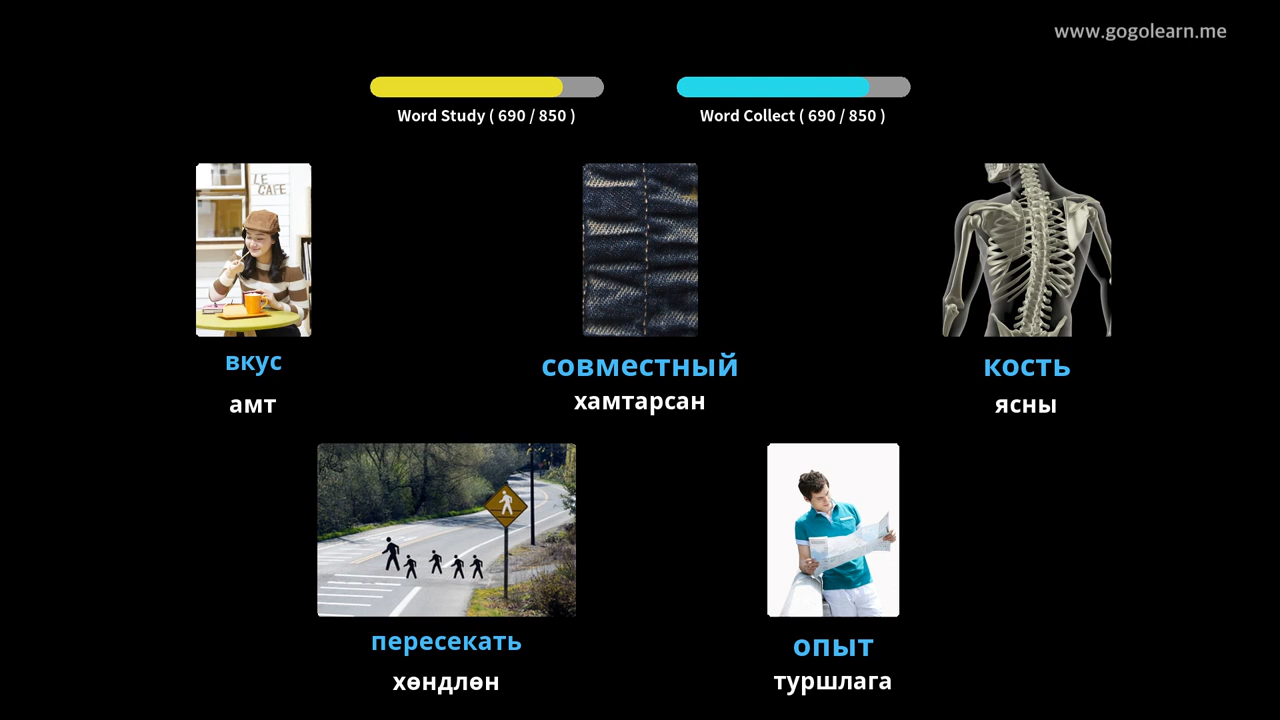 www.gogolearn.me
Word Study ( 690 / 850 )
Word Collect ( 690 / 850 )
LE CAFE
вкус
амт
совместный
хамтарсан
кость
ясны
пересекать
хөндлөн
опыт
туршлага